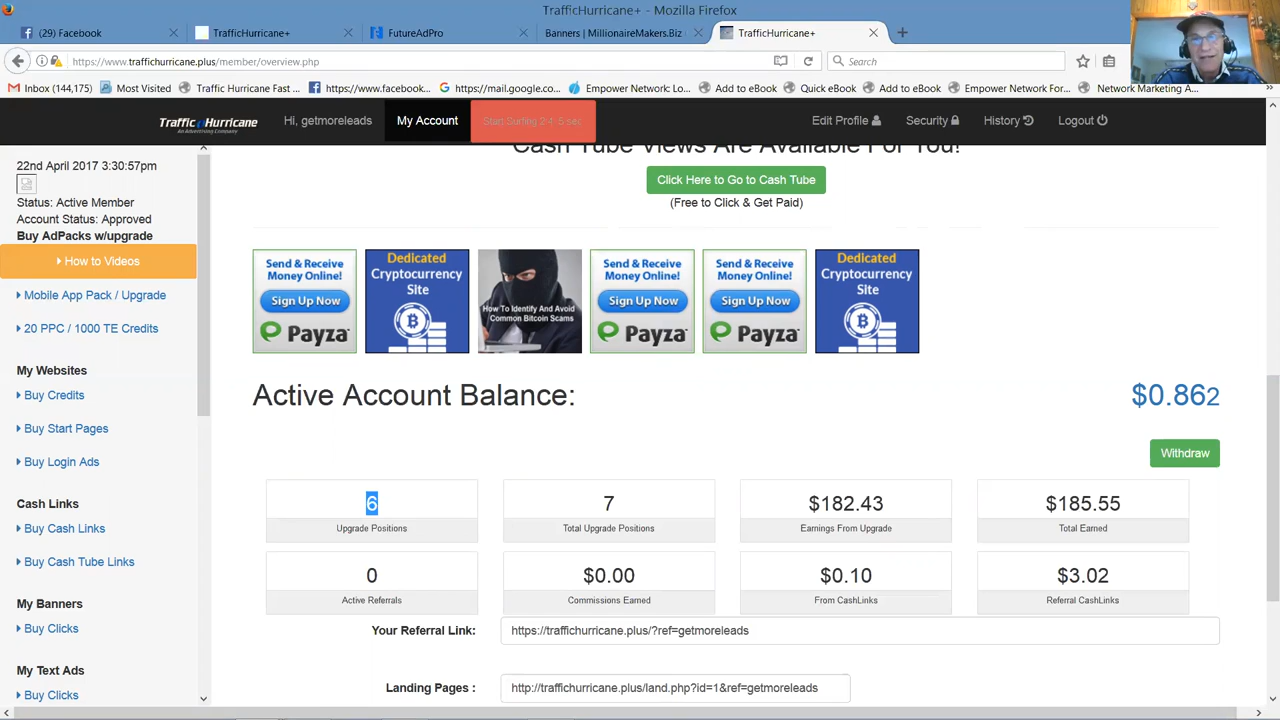 TrafficHurricane+ - Mozilla Firefox
(29) Facebook
TrafficHurricane+
FutureAdPro
Banners | MillionaireMakers.Biz
TrafficHurricane+
https://www.traffichurricane.plus/member/overview.php
Search
Inbox (144,175)
Most Visited
Traffic Hurricane Fast ...
https://www.facebook...
https://mail.google.co...
Empower Network: Lo...
Add to eBook
Quick eBook
Add to eBook
Empower Network For...
Network Marketing A...
Traffic Hurricane
An Advertising Company
Hi, getmoreleads
My Account
Start Surfing 2-4, 5 sec
Edit Profile
Security
History
Logout
22nd April 2017 3:30:57pm
Status: Active Member
Account Status: Approved
Buy AdPacks w/upgrade
How to Videos
Mobile App Pack / Upgrade
20 PPC / 1000 TE Credits
My Websites
Buy Credits
Buy Start Pages
Buy Login Ads
Cash Links
Buy Cash Links
Buy Cash Tube Links
My Banners
Buy Clicks
My Text Ads
Buy Clicks
Cash Tube Views Are Available For You!
Click Here to Go to Cash Tube
(Free to Click & Get Paid)
Send & Receive
Money Online!
Sign Up Now
Payza
DEDICATED
Cryptocurrency
Site
How To Identify And Avoid
Common Bitcoin Scams
Send & Receive
Money Online!
Sign Up Now
Payza
Send & Receive
Money Online!
Sign Up Now
Payza
DEDICATED
Cryptocurrency
Site
Active Account Balance:
$0.862
Withdraw
6
Upgrade Positions
7
Total Upgrade Positions
$182.43
Earnings From Upgrade
$185.55
Total Earned
0
Active Referrals
$0.00
Commissions Earned
$0.10
From CashLinks
$3.02
Referral CashLinks
Your Referral Link:
https://traffichurricane.plus/?ref=getmoreleads
Landing Pages :
http://traffichurricane.plus/land.php?id=1&ref=getmoreleads